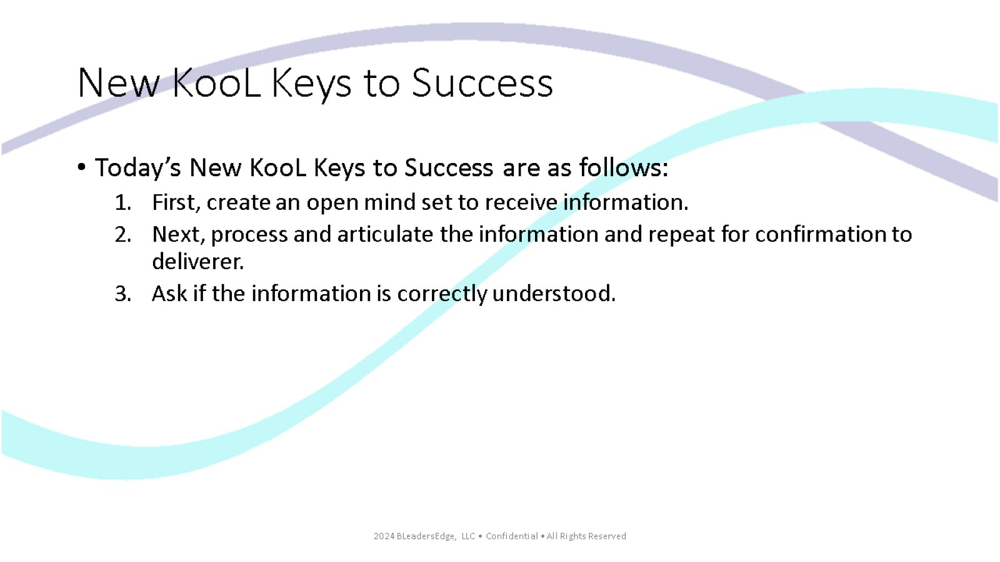 New KooL Keys to Success
• Today’s New KooL Keys to Success are as follows:
1. First, create an open mind set to receive information.
2. Next, process and articulate the information and repeat for confirmation to
deliverer.
3. Ask if the information is correctly understood.
2024 BLeadersEdge, LLC • Confidential • All Rights Reserved